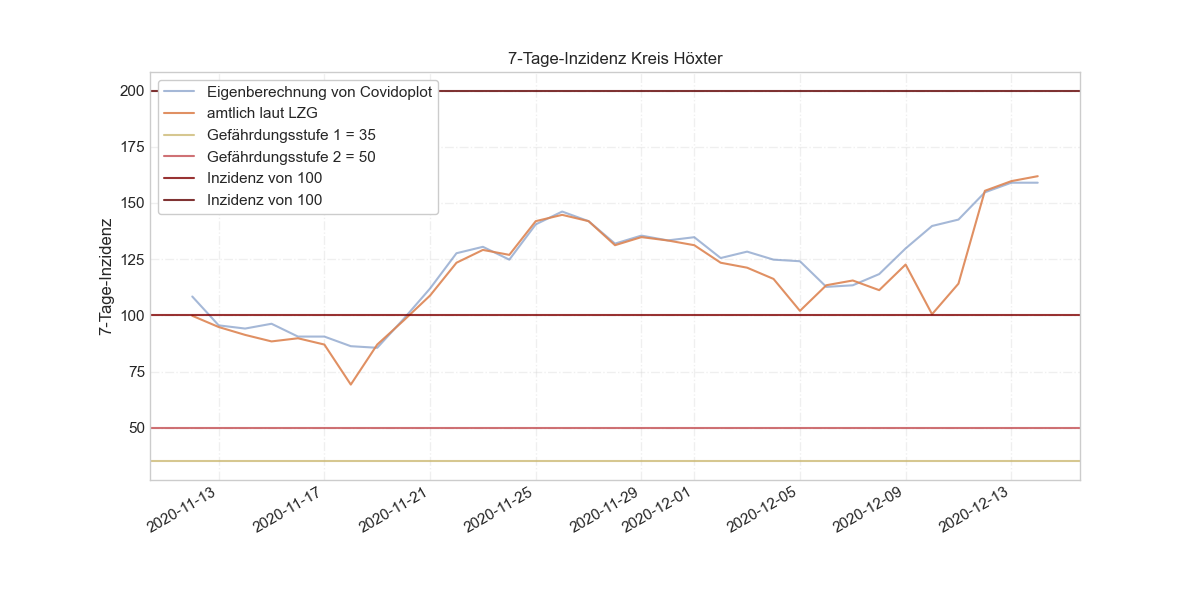 7-Tage-Inzidenz Kreis Höxter
Eigenberechnung von Covidoplot
amtlich laut LZG
Gefährdungsstufe 1 = 35
Gefährdungsstufe 2 = 50
Inzidenz von 100
Inzidenz von 100
7-Tage-Inzidenz
200
175
150
125
100
75
50
2020-11-13
2020-11-17
2020-11-21
2020-11-25
2020-11-29
2020-12-01
2020-12-05
2020-12-09
2020-12-13